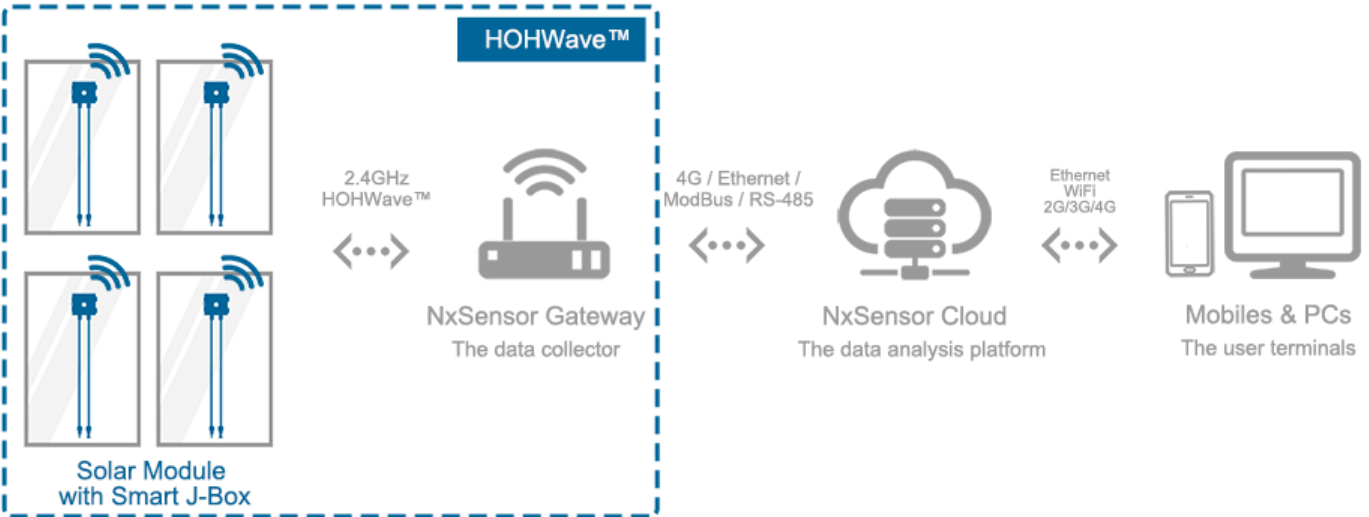 HOHWave™
2.4GHz
HOHWave™
4G / Ethernet /
ModBus / RS-485
Ethernet
WiFi
2G/3G/4G
NxSensor Gateway
The data collector
NxSensor Cloud
The data analysis platform
Mobiles & PCs
The user terminals
Solar Module
with Smart J-Box